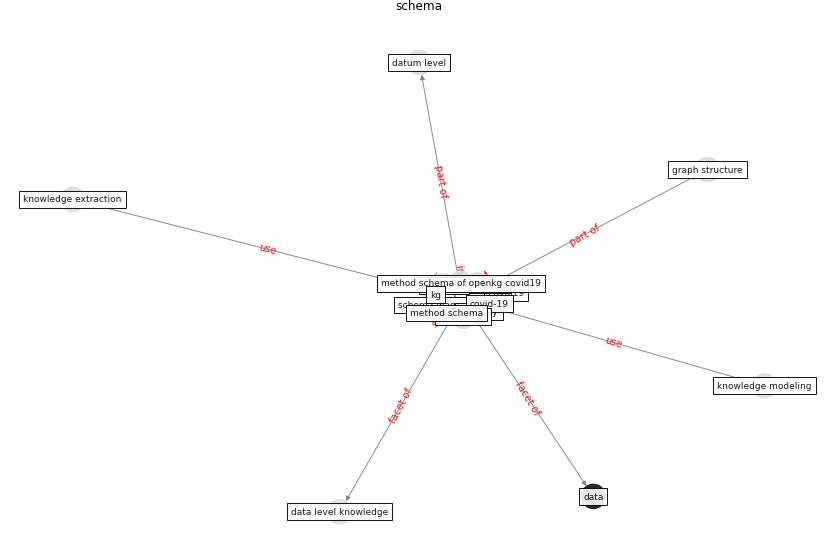 schema
datum level
part of
graph structure
part of
knowledge extraction
use
method schema of openkg covid19
kg
covid-19
method schema
use
knowledge modeling
facet of
facet of
data
data level knowledge